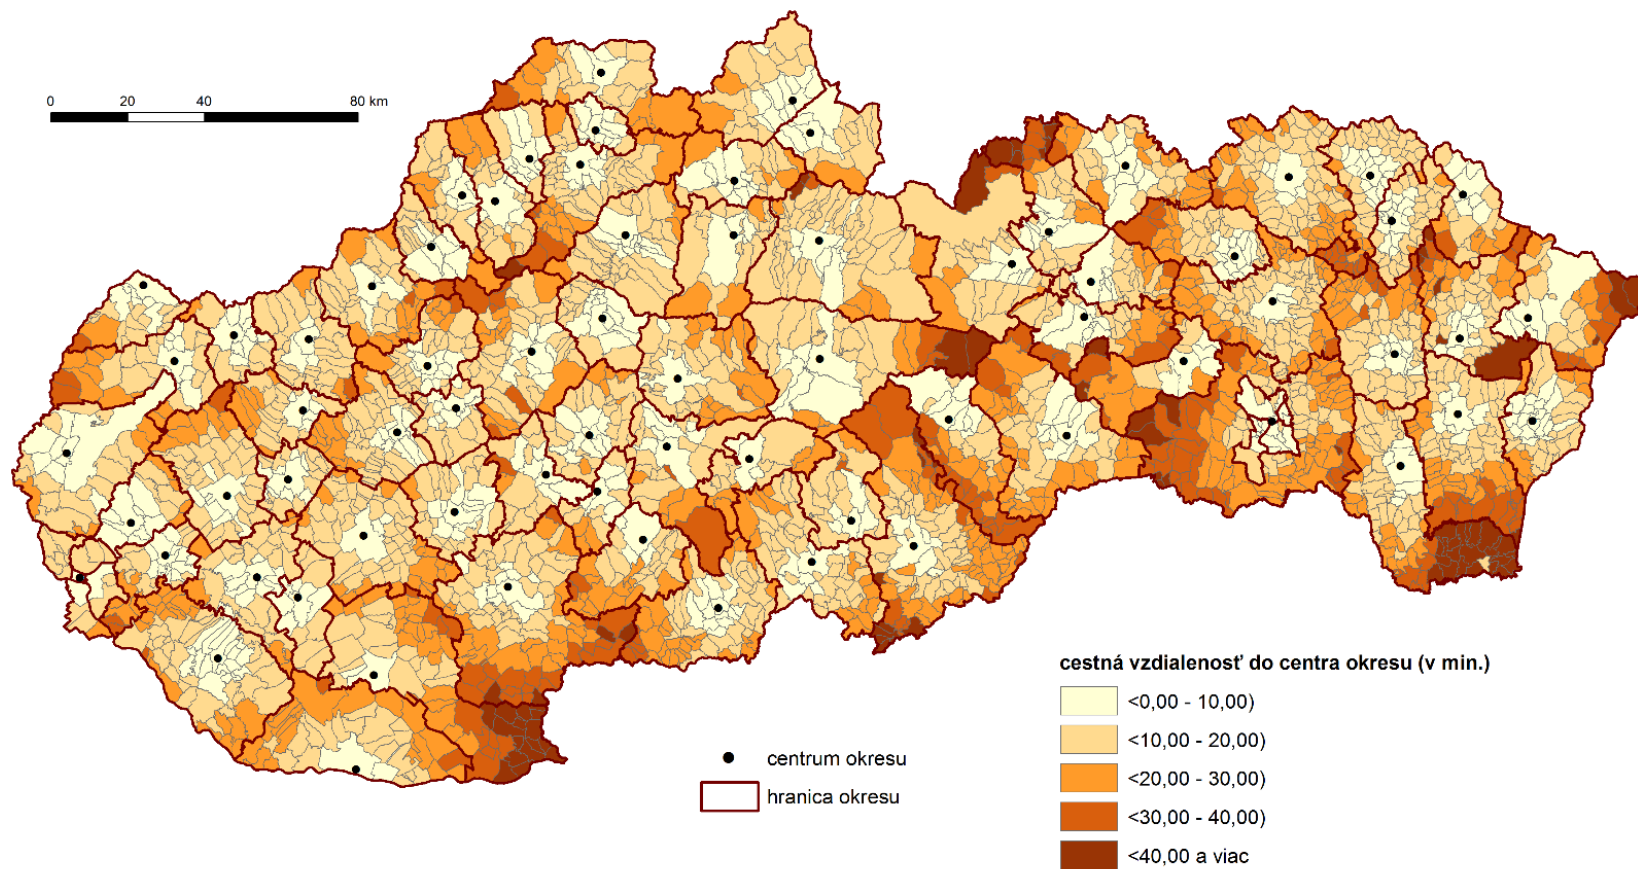 0 20 40 80 km
cestná vzdialenosť do centra okresu (v min.)
<0,00 - 10,00)
<10,00 - 20,00)
<20,00 - 30,00)
<30,00 - 40,00)
<40,00 a viac
centrum okresu
hranica okresu